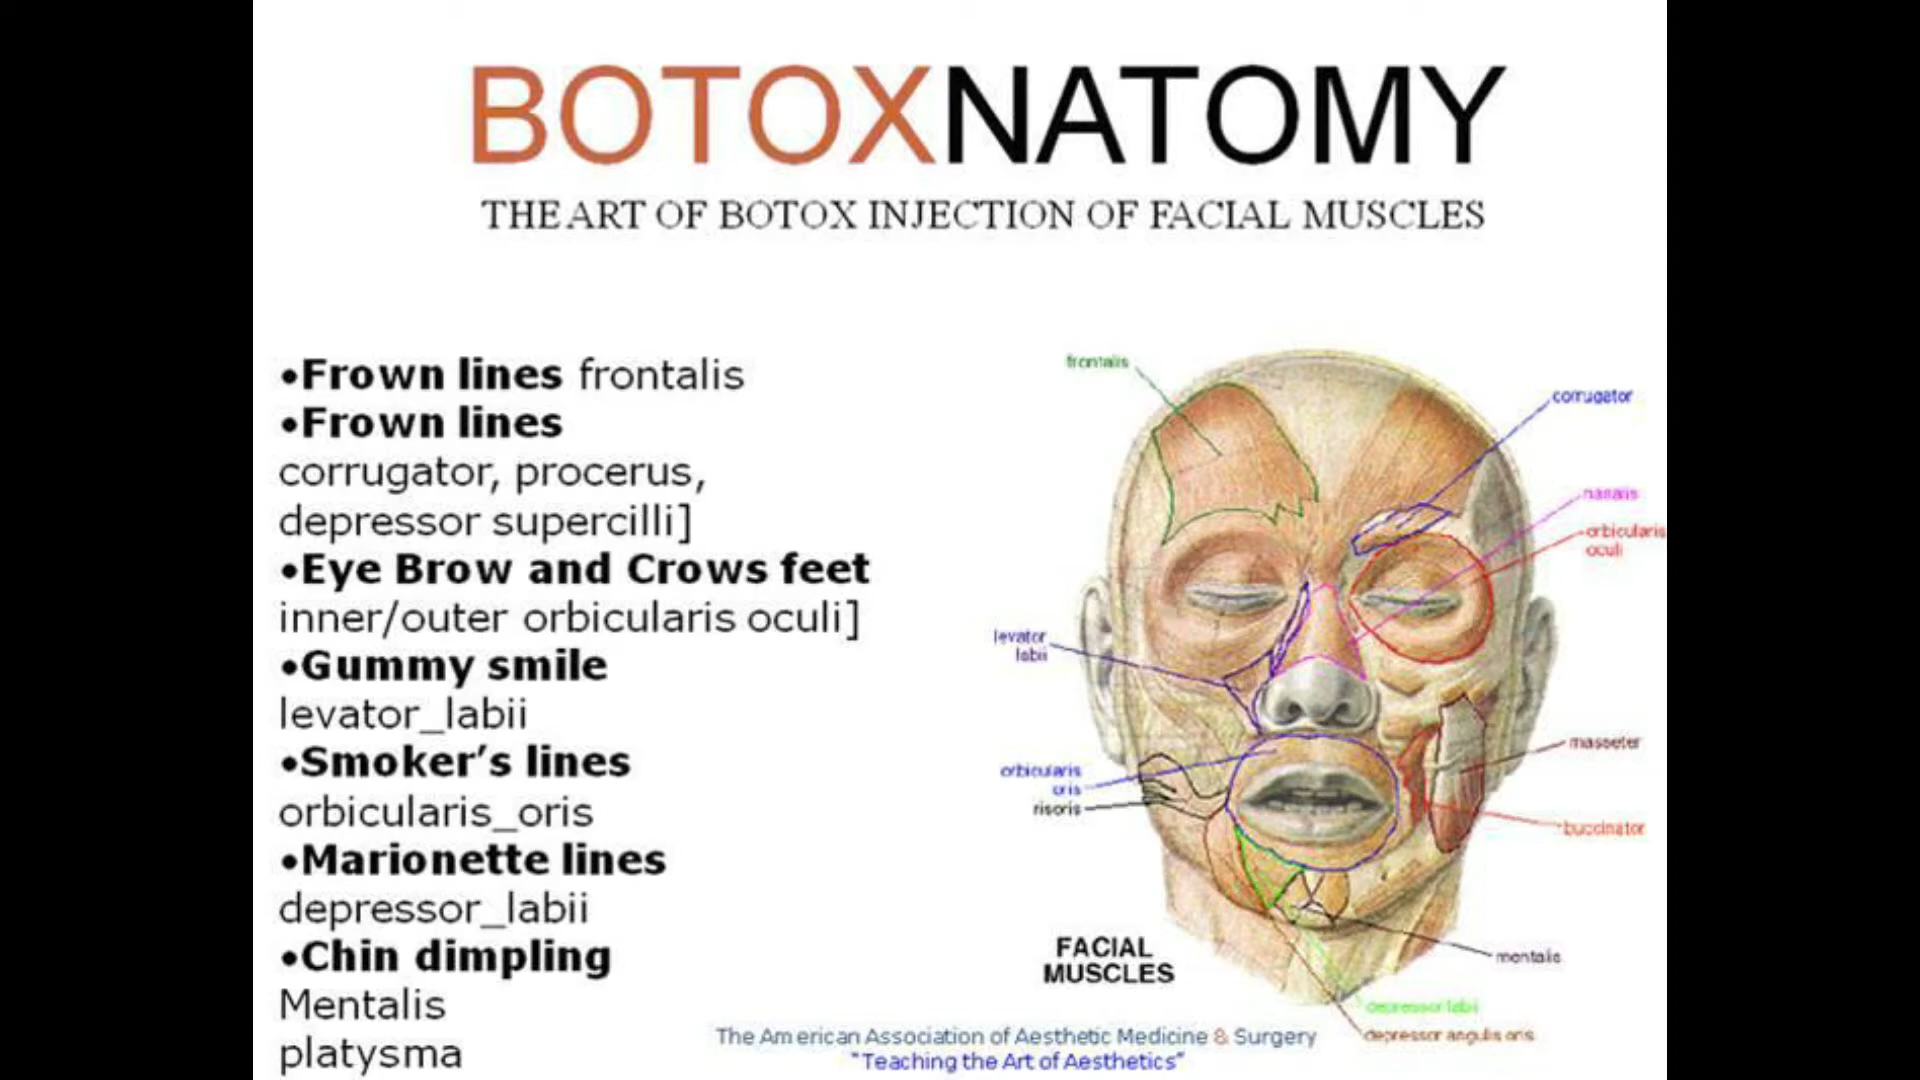 BOTOXNATOMY
THE ART OF BOTOX INJECTION OF FACIAL MUSCLES
•Frown lines frontalis
•Frown lines
corrugator, procerus,
depressor supercilli]
•Eye Brow and Crows feet
inner/outer orbicularis oculi]
•Gummy smile
levator_labii
•Smoker’s lines
orbicularis_oris
•Marionette lines
depressor_labii
•Chin dimpling
Mentalis
platysma
frontalis
corrugator
nasalis
orbicularis
oculi
levator
labii
masseter
orbicularis
oris
risoris
buccinator
mentalis
depressor labii
depressor angulis oris
FACIAL
MUSCLES
The American Association of Aesthetic Medicine & Surgery
"Teaching the Art of Aesthetics"